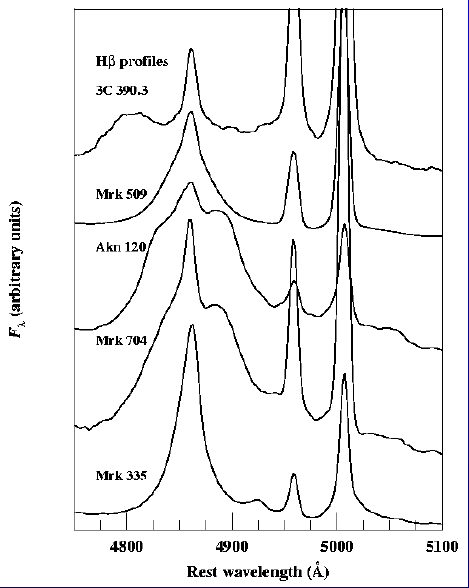 Hβ profiles
3C 390.3
Mrk 509
Akn 120
Mrk 704
Mrk 335
Fλ (arbitrary units)
4800 4900 5000 5100
Rest wavelength (Å)